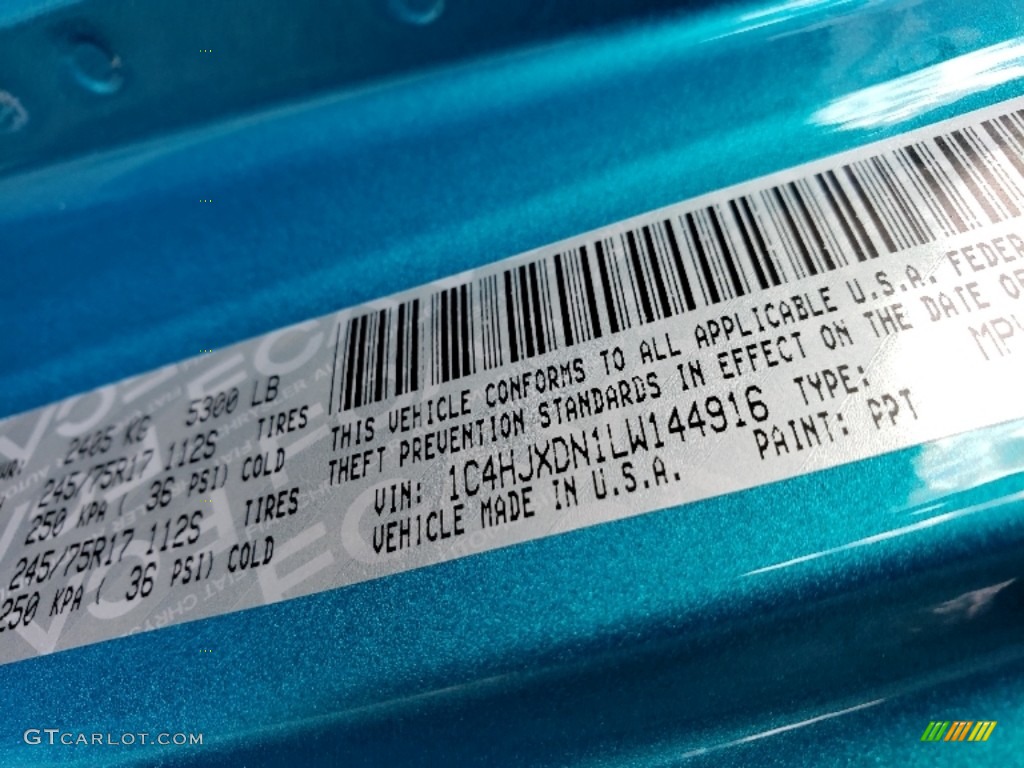 2405 KG 5300 LB
245/75R17 112S TIRES
250 KPA ( 36 PSI) COLD
245/75R17 112S TIRES
250 KPA ( 36 PSI) COLD
THIS VEHICLE CONFORMS TO ALL APPLICABLE U.S.A. FEDER
THEFT PREVENTION STANDARDS IN EFFECT ON THE DATE OF
VIN: 1C4HJXDN1LW144916 TYPE: MP
VEHICLE MADE IN U.S.A. PAINT: PPT
GTCARLOT.COM